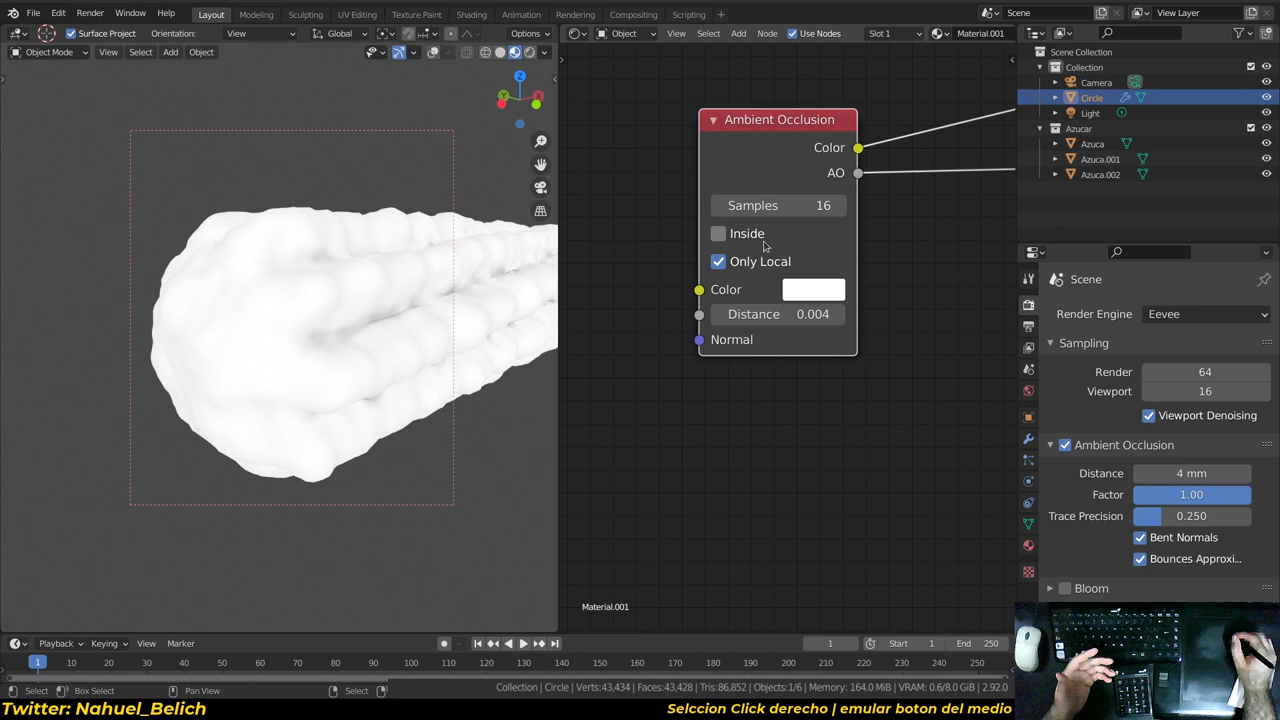 File Edit Render Window Help Layout Modeling Sculpting UV Editing Texture Paint Shading Animation Rendering Compositing Scripting Scene View Layer
Surface Project Orientation: View Global Options Object View Select Add Node Use Nodes Slot 1 Material.001
Object Mode View Select Add Object
Scene Collection
Collection
Camera
Circle
Light
Azucar
Azuca
Azuca.001
Azuca.002
Z
Y
Ambient Occlusion
Color
AO
Samples 16
Inside
Only Local
Color
Distance 0.004
Normal
Material.001
Scene
Render Engine Eevee
Sampling
Render 64
Viewport 16
Viewport Denoising
Ambient Occlusion
Distance 4 mm
Factor 1.00
Trace Precision 0.250
Bent Normals
Bounces Approxi...
Bloom
Playback Keying View Marker 1 Start 1 End 250
1 10 20 30 40 50 60 70 80 90 100 110 120 130 140 150 160 170 180 190 200 210 220 230 240 250
Select Box Select Pan View Select Collection | Circle | Verts:43,434 | Faces:43,428 | Tris:86,852 | Objects:1/6 | Memory: 164.0 MiB | VRAM: 0.6/8.0 GiB | 2.92.0
Twitter: Nahuel_Belich Selccion Click derecho | emular boton del medio